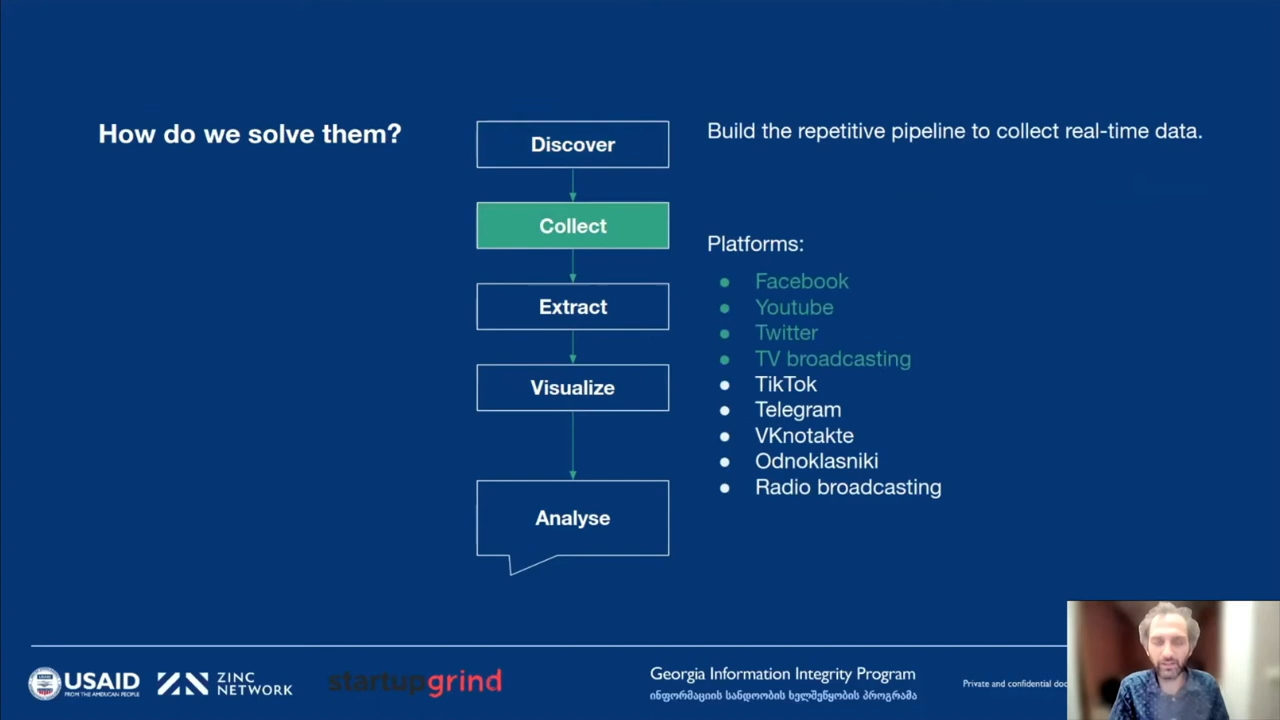 How do we solve them?
Discover
Collect
Extract
Visualize
Analyse
Build the repetitive pipeline to collect real-time data.
Platforms:
● Facebook
● Youtube
● Twitter
● TV broadcasting
● TikTok
● Telegram
● VKnotakte
● Odnoklasniki
● Radio broadcasting
USAID
FROM THE AMERICAN PEOPLE
ZINC
NETWORK
startupgrind
Georgia Information Integrity Program
ინფორმაციის სანდოობის ხელშეწყობის პროგრამა
Private and confidential